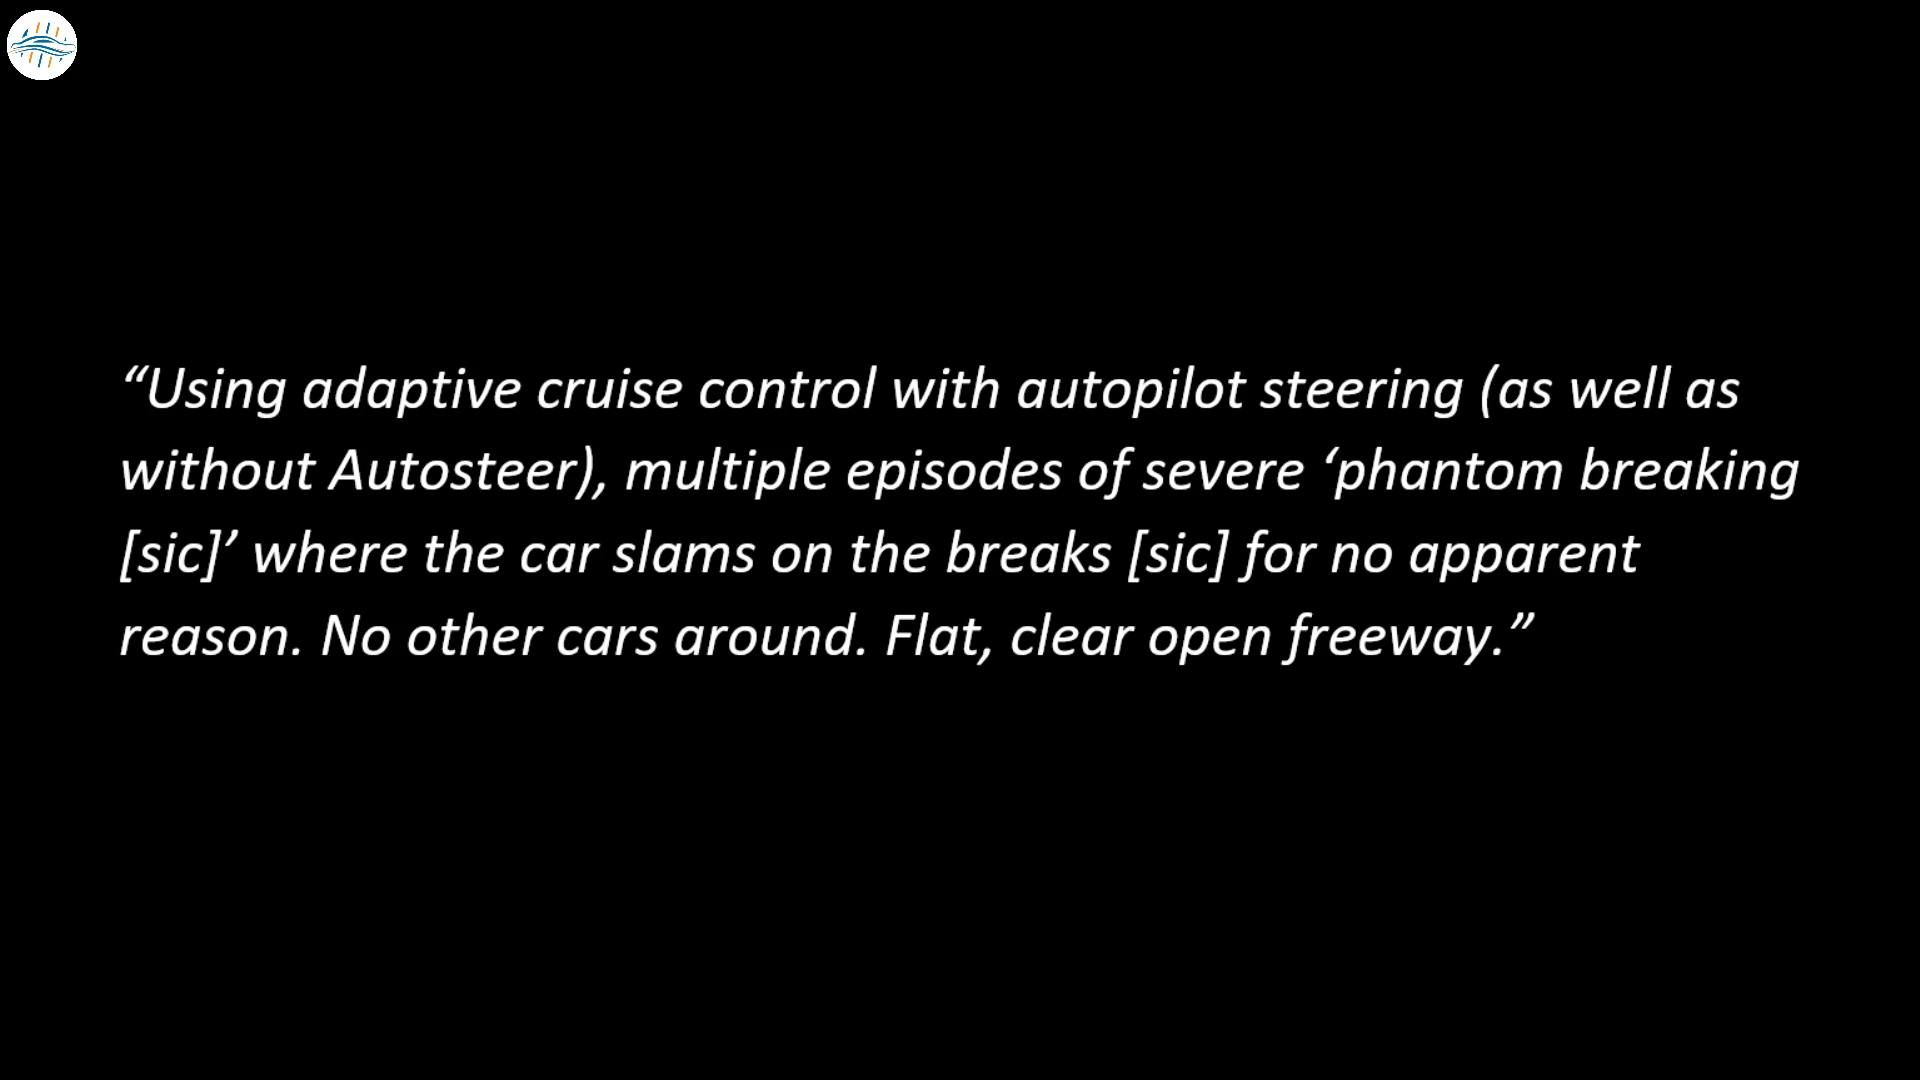 “Using adaptive cruise control with autopilot steering (as well as
without Autosteer), multiple episodes of severe ‘phantom breaking
[sic]’ where the car slams on the breaks [sic] for no apparent
reason. No other cars around. Flat, clear open freeway.”